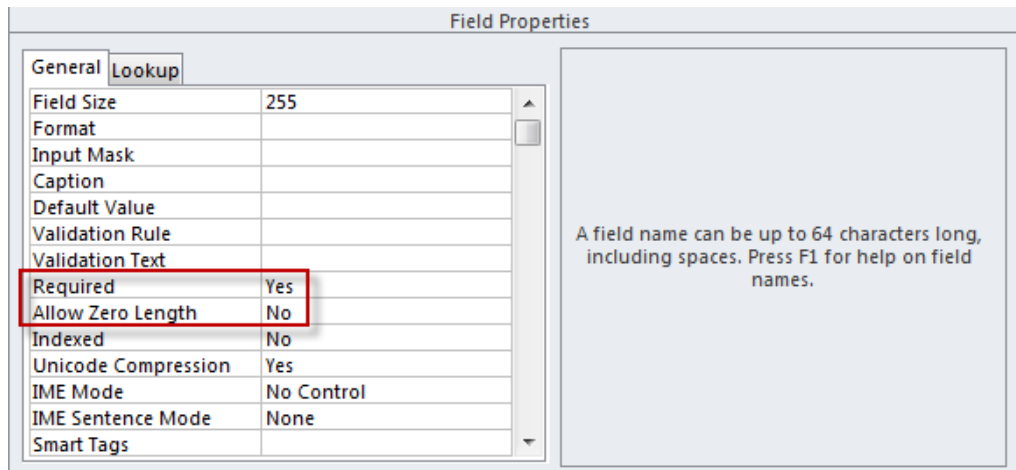 Field Properties
General Lookup
Field Size 255
Format
Input Mask
Caption
Default Value
Validation Rule
Validation Text
Required Yes
Allow Zero Length No
Indexed No
Unicode Compression Yes
IME Mode No Control
IME Sentence Mode None
Smart Tags
A field name can be up to 64 characters long,
including spaces. Press F1 for help on field
names.